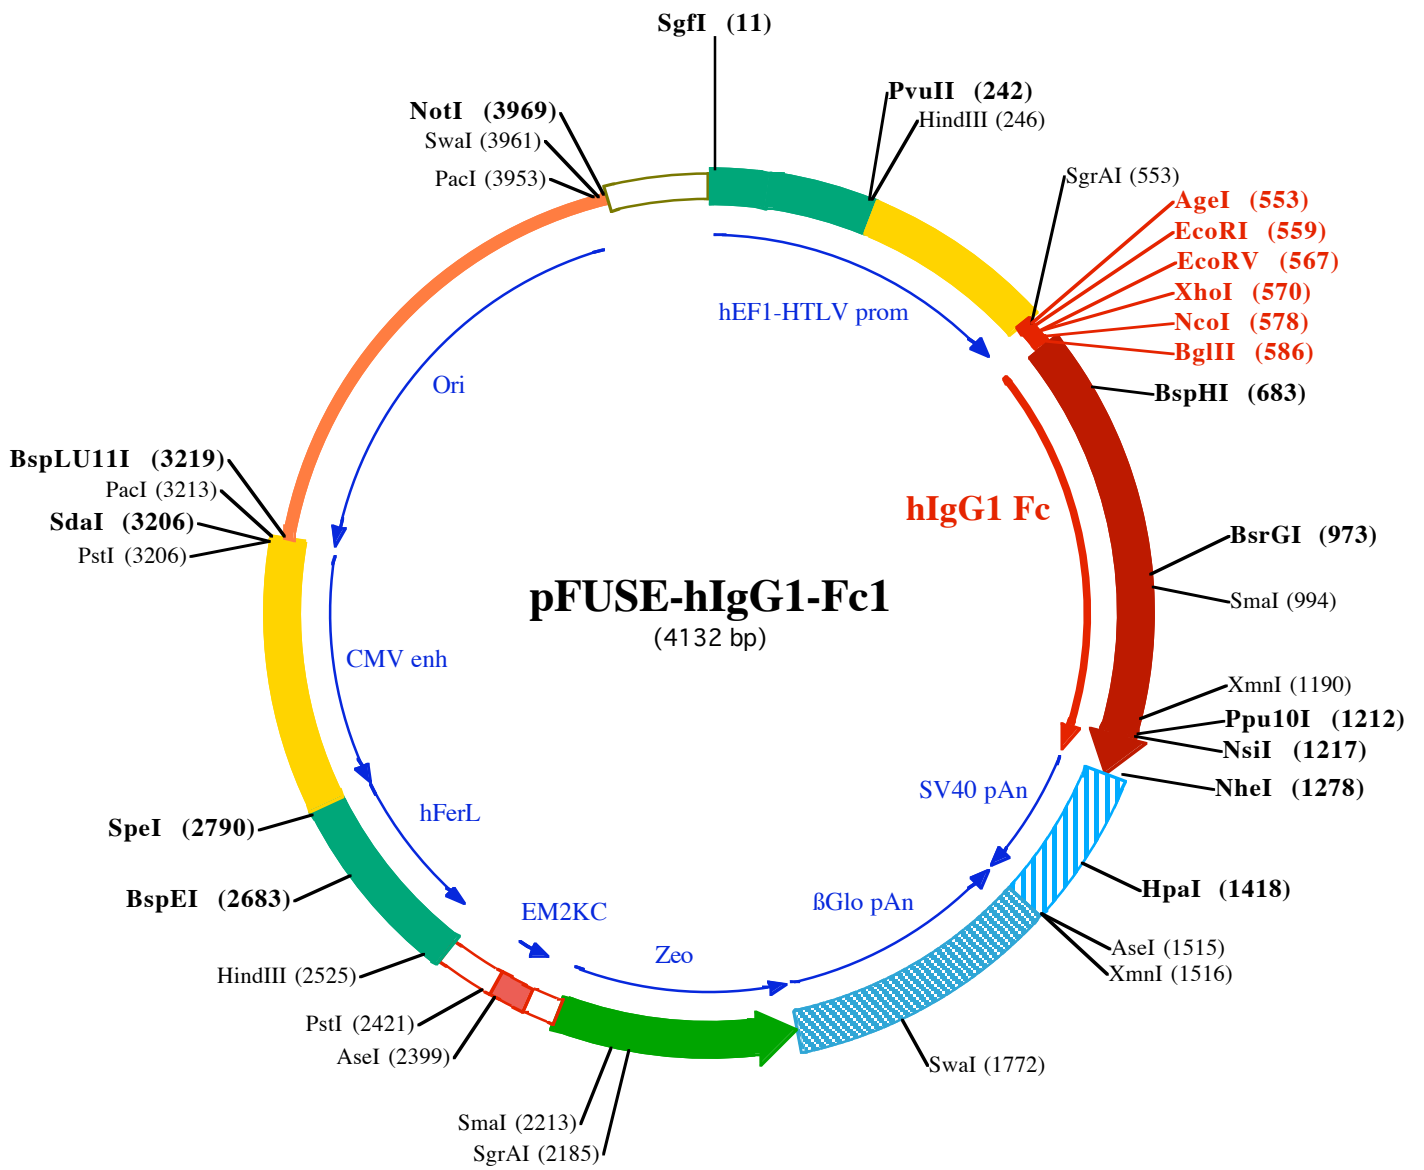 SgfI (11)
NotI (3969)
SwaI (3961)
PacI (3953)
PvuII (242)
HindIII (246)
SgrAI (553)
AgeI (553)
EcoRI (559)
EcoRV (567)
XhoI (570)
NcoI (578)
BglII (586)
BspHI (683)
hEF1-HTLV prom
Ori
BspLU11I (3219)
PacI (3213)
SdaI (3206)
PstI (3206)
hIgG1 Fc
BsrGI (973)
SmaI (994)
pFUSE-hIgG1-Fc1
(4132 bp)
CMV enh
XmnI (1190)
Ppu10I (1212)
NsiI (1217)
NheI (1278)
SV40 pAn
hFerL
SpeI (2790)
BspEI (2683)
HpaI (1418)
ßGlo pAn
EM2KC
Zeo
AseI (1515)
XmnI (1516)
HindIII (2525)
PstI (2421)
AseI (2399)
SwaI (1772)
SmaI (2213)
SgrAI (2185)